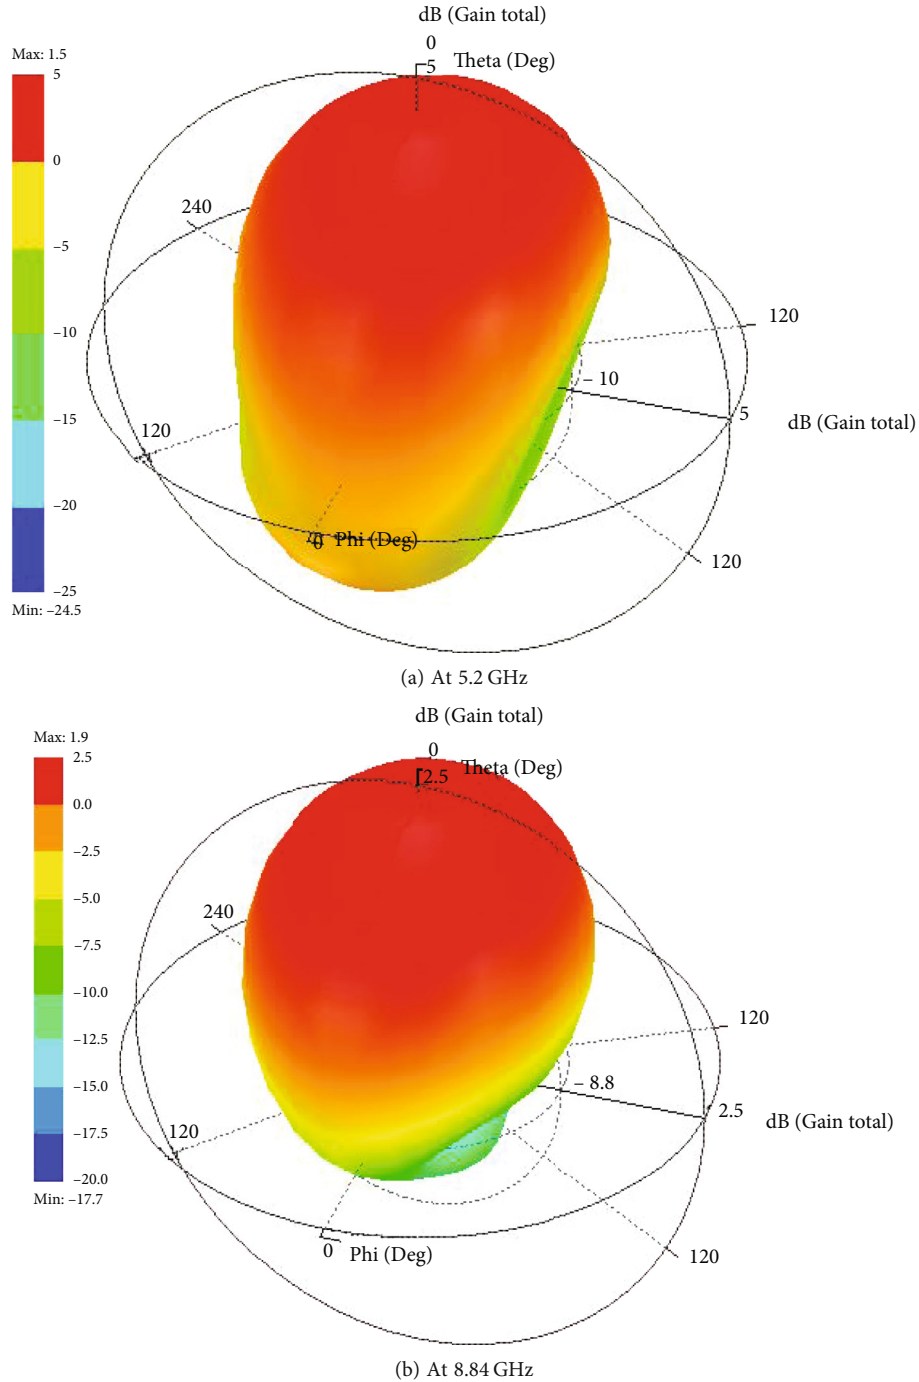 dB (Gain total)
0
Theta (Deg)
5
Max: 1.5
5
0
−5
−10
−15
−20
−25
Min: −24.5
240
120
− 10
5
dB (Gain total)
120
0 Phi (Deg)
120
(a) At 5.2 GHz
dB (Gain total)
Max: 1.9
0
Theta (Deg)
2.5
2.5
0.0
−2.5
−5.0
−7.5
−10.0
−12.5
−15.0
−17.5
−20.0
Min: −17.7
240
120
− 8.8
2.5
dB (Gain total)
120
0 Phi (Deg)
120
(b) At 8.84 GHz